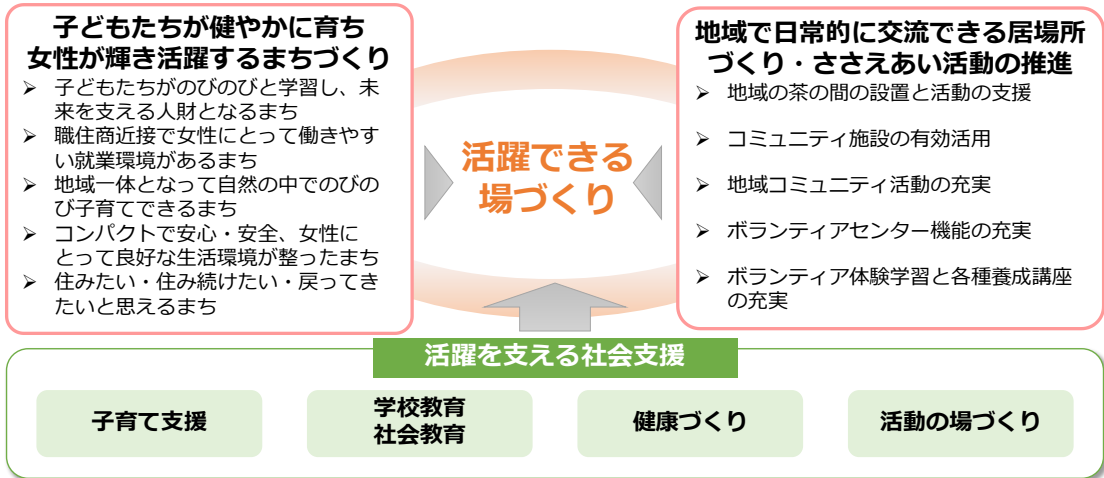 子どもたちが健やかに育ち
女性が輝き活躍するまちづくり
➢ 子どもたちがのびのびと学習し、未
来を支える人財となるまち
➢ 職住商近接で女性にとって働きやす
い就業環境があるまち
➢ 地域一体となって自然の中でのびの
び子育てできるまち
➢ コンパクトで安心・安全、女性に
とって良好な生活環境が整ったまち
➢ 住みたい・住み続けたい・戻ってき
たいと思えるまち
活躍できる
場づくり
地域で日常的に交流できる居場所
づくり・ささえあい活動の推進
➢ 地域の茶の間の設置と活動の支援
➢ コミュニティ施設の有効活用
➢ 地域コミュニティ活動の充実
➢ ボランティアセンター機能の充実
➢ ボランティア体験学習と各種養成講座
の充実
活躍を支える社会支援
子育て支援
学校教育
社会教育
健康づくり
活動の場づくり